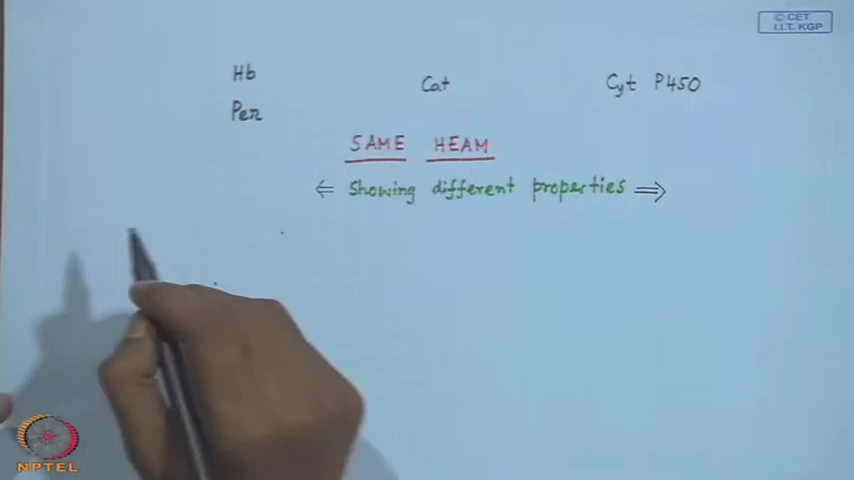 © CET
I.I.T. KGP
Hb Cat Cyt P450
Per
SAME HEAM
⇐ Showing different properties ⇒
NPTEL